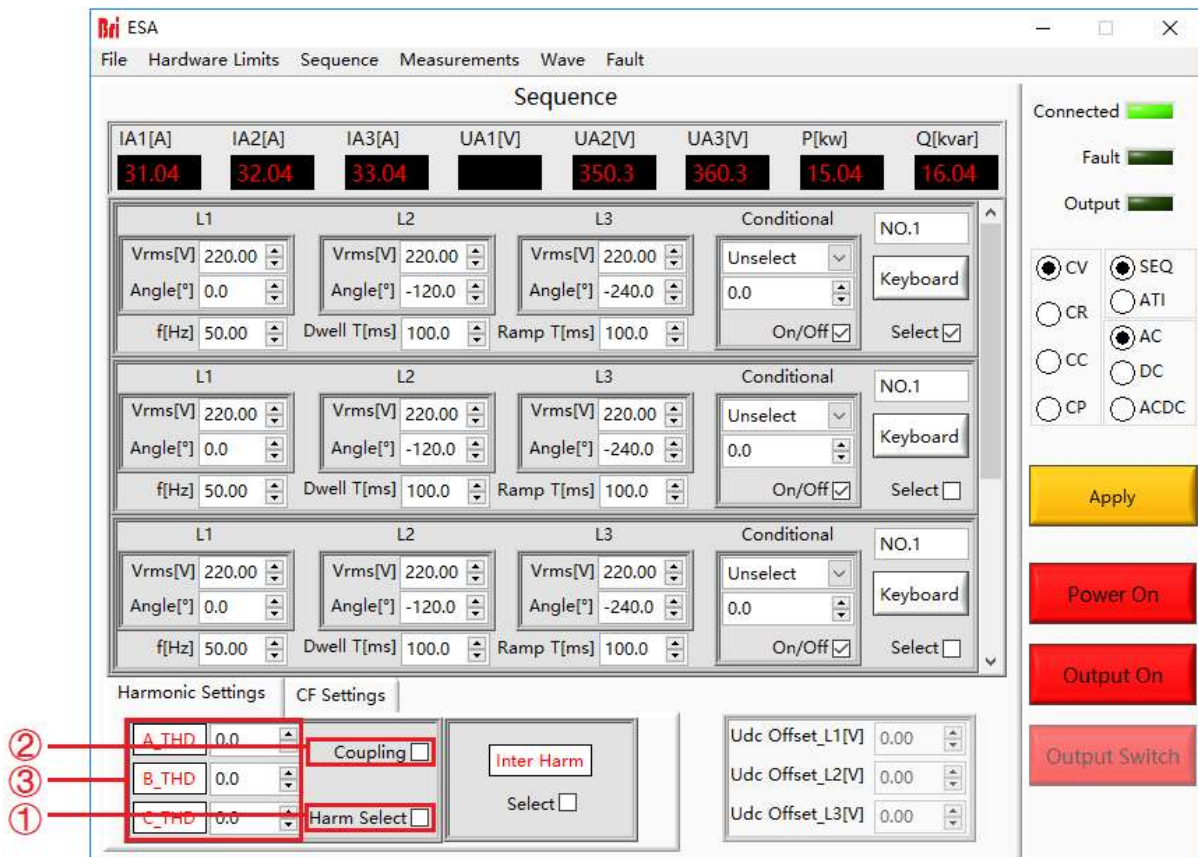 Bri ESA
File Hardware Limits Sequence Measurements Wave Fault
Sequence
IA1[A] IA2[A] IA3[A] UA1[V] UA2[V] UA3[V] P[kw] Q[kvar]
31.04 32.04 33.04 350.3 360.3 15.04 16.04
L1 L2 L3 Conditional NO.1
Vrms[V] 220.00 Vrms[V] 220.00 Vrms[V] 220.00 Unselect Keyboard
Angle[°] 0.0 Angle[°] -120.0 Angle[°] -240.0 0.0
f[Hz] 50.00 Dwell T[ms] 100.0 Ramp T[ms] 100.0 On/Off Select
L1 L2 L3 Conditional NO.1
Vrms[V] 220.00 Vrms[V] 220.00 Vrms[V] 220.00 Unselect Keyboard
Angle[°] 0.0 Angle[°] -120.0 Angle[°] -240.0 0.0
f[Hz] 50.00 Dwell T[ms] 100.0 Ramp T[ms] 100.0 On/Off Select
L1 L2 L3 Conditional NO.1
Vrms[V] 220.00 Vrms[V] 220.00 Vrms[V] 220.00 Unselect Keyboard
Angle[°] 0.0 Angle[°] -120.0 Angle[°] -240.0 0.0
f[Hz] 50.00 Dwell T[ms] 100.0 Ramp T[ms] 100.0 On/Off Select
Harmonic Settings CF Settings
② A_THD 0.0 Coupling
③ B_THD 0.0
① C_THD 0.0 Harm Select
Inter Harm
Select
Udc Offset_L1[V] 0.00
Udc Offset_L2[V] 0.00
Udc Offset_L3[V] 0.00
Connected
Fault
Output
CV SEQ
CR ATI
AC
CC DC
CP ACDC
Apply
Power On
Output On
Output Switch